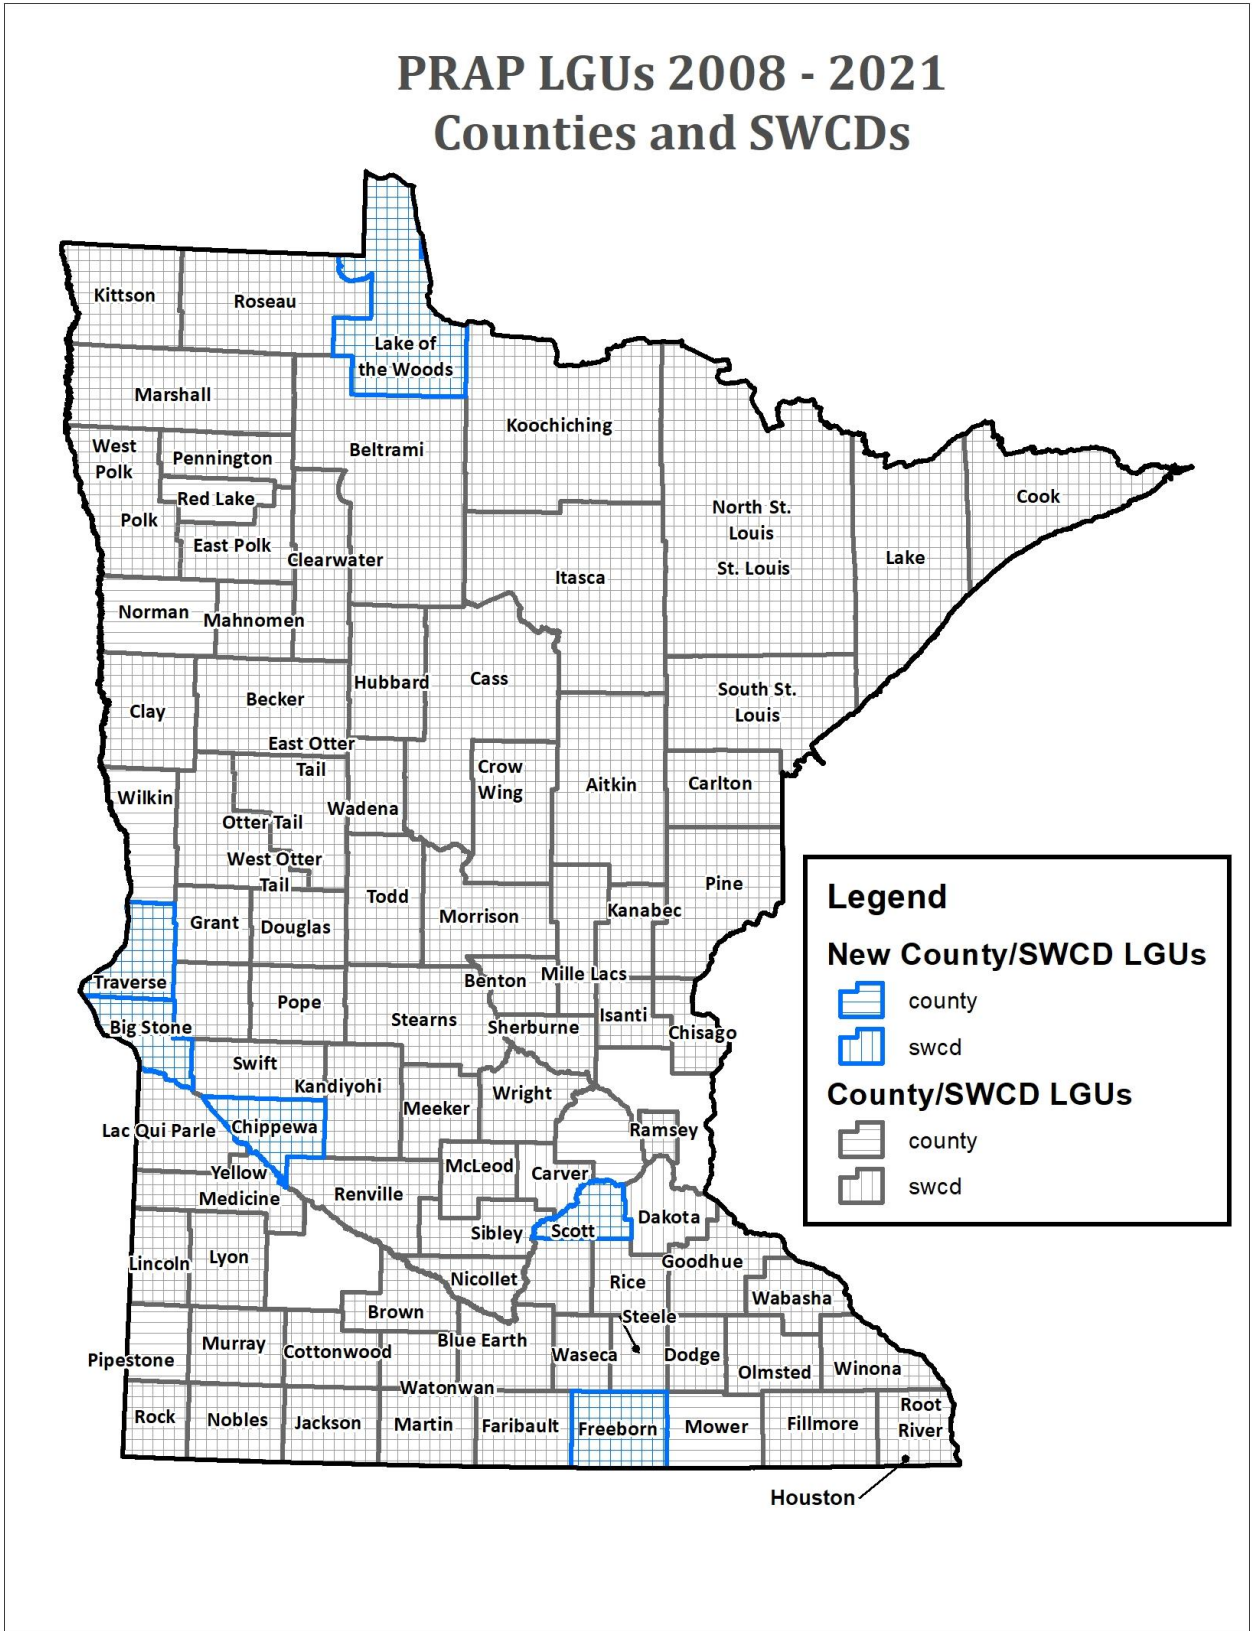 PRAP LGUs 2008 - 2021
Counties and SWCDs
Kittson
Roseau
Lake of
the Woods
Marshall
Koochiching
West
Polk
Pennington
Beltrami
Red Lake
Cook
Polk
North St.
Louis
East Polk
Clearwater
St. Louis
Lake
Itasca
Norman
Mahnomen
Hubbard
Cass
Clay
Becker
South St.
Louis
East Otter
Tail
Crow
Wing
Wilkin
Wadena
Aitkin
Carlton
Otter Tail
West Otter
Tail
Todd
Pine
Grant
Douglas
Morrison
Kanabec
Traverse
Benton
Mille Lacs
Pope
Big Stone
Stearns
Sherburne
Isanti
Chisago
Swift
Kandiyohi
Wright
Meeker
Lac Qui Parle
Chippewa
Ramsey
Yellow
Medicine
McLeod
Carver
Renville
Sibley
Scott
Dakota
Lincoln
Lyon
Nicollet
Goodhue
Rice
Wabasha
Brown
Steele
Murray
Cottonwood
Blue Earth
Waseca
Dodge
Pipestone
Olmsted
Winona
Watonwan
Rock
Nobles
Jackson
Martin
Faribault
Freeborn
Mower
Fillmore
Root
River
Houston
Legend
New County/SWCD LGUs
county
swcd
County/SWCD LGUs
county
swcd